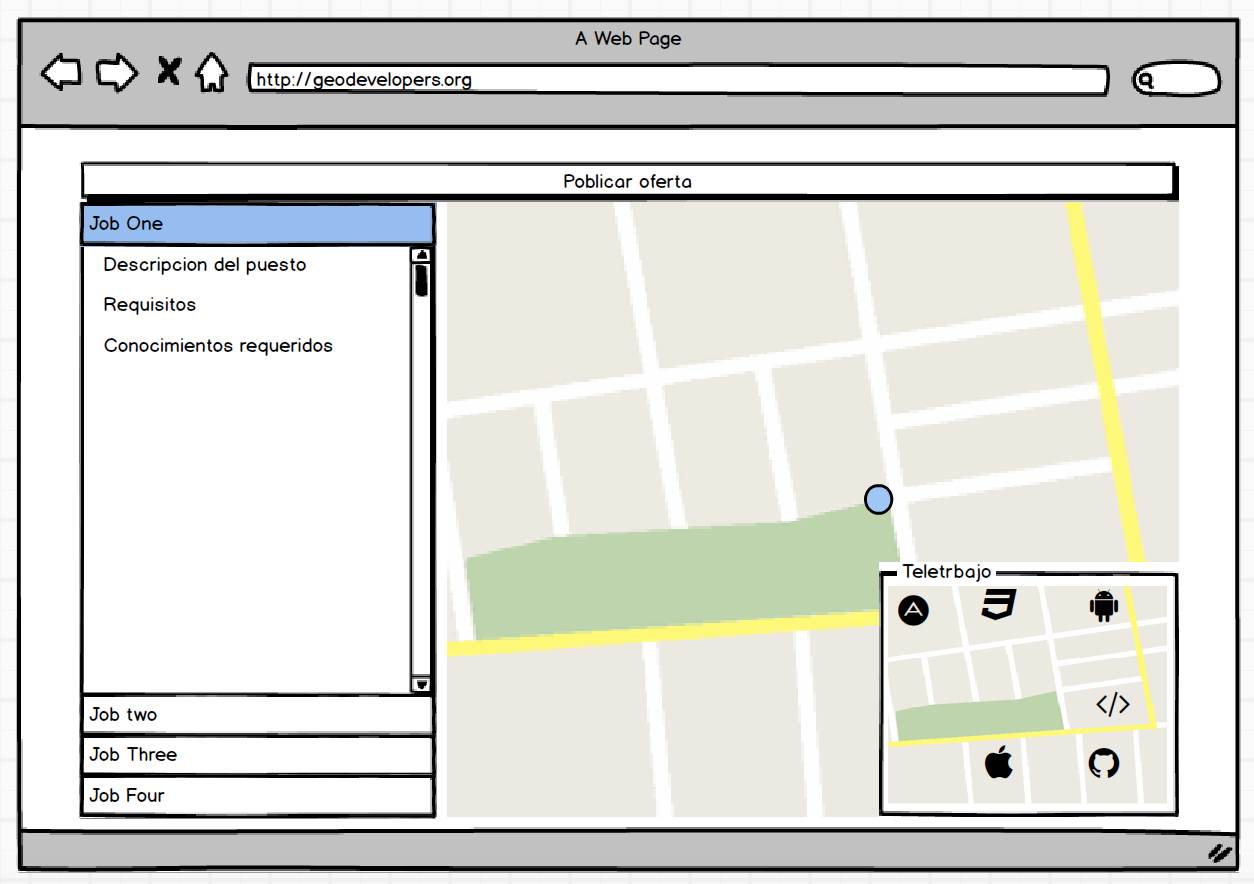 A Web Page
http://geodevelopers.org
Poblicar oferta
Job One
Descripcion del puesto
Requisitos
Conocimientos requeridos
Job two
Job Three
Job Four
Teletrbajo
</>